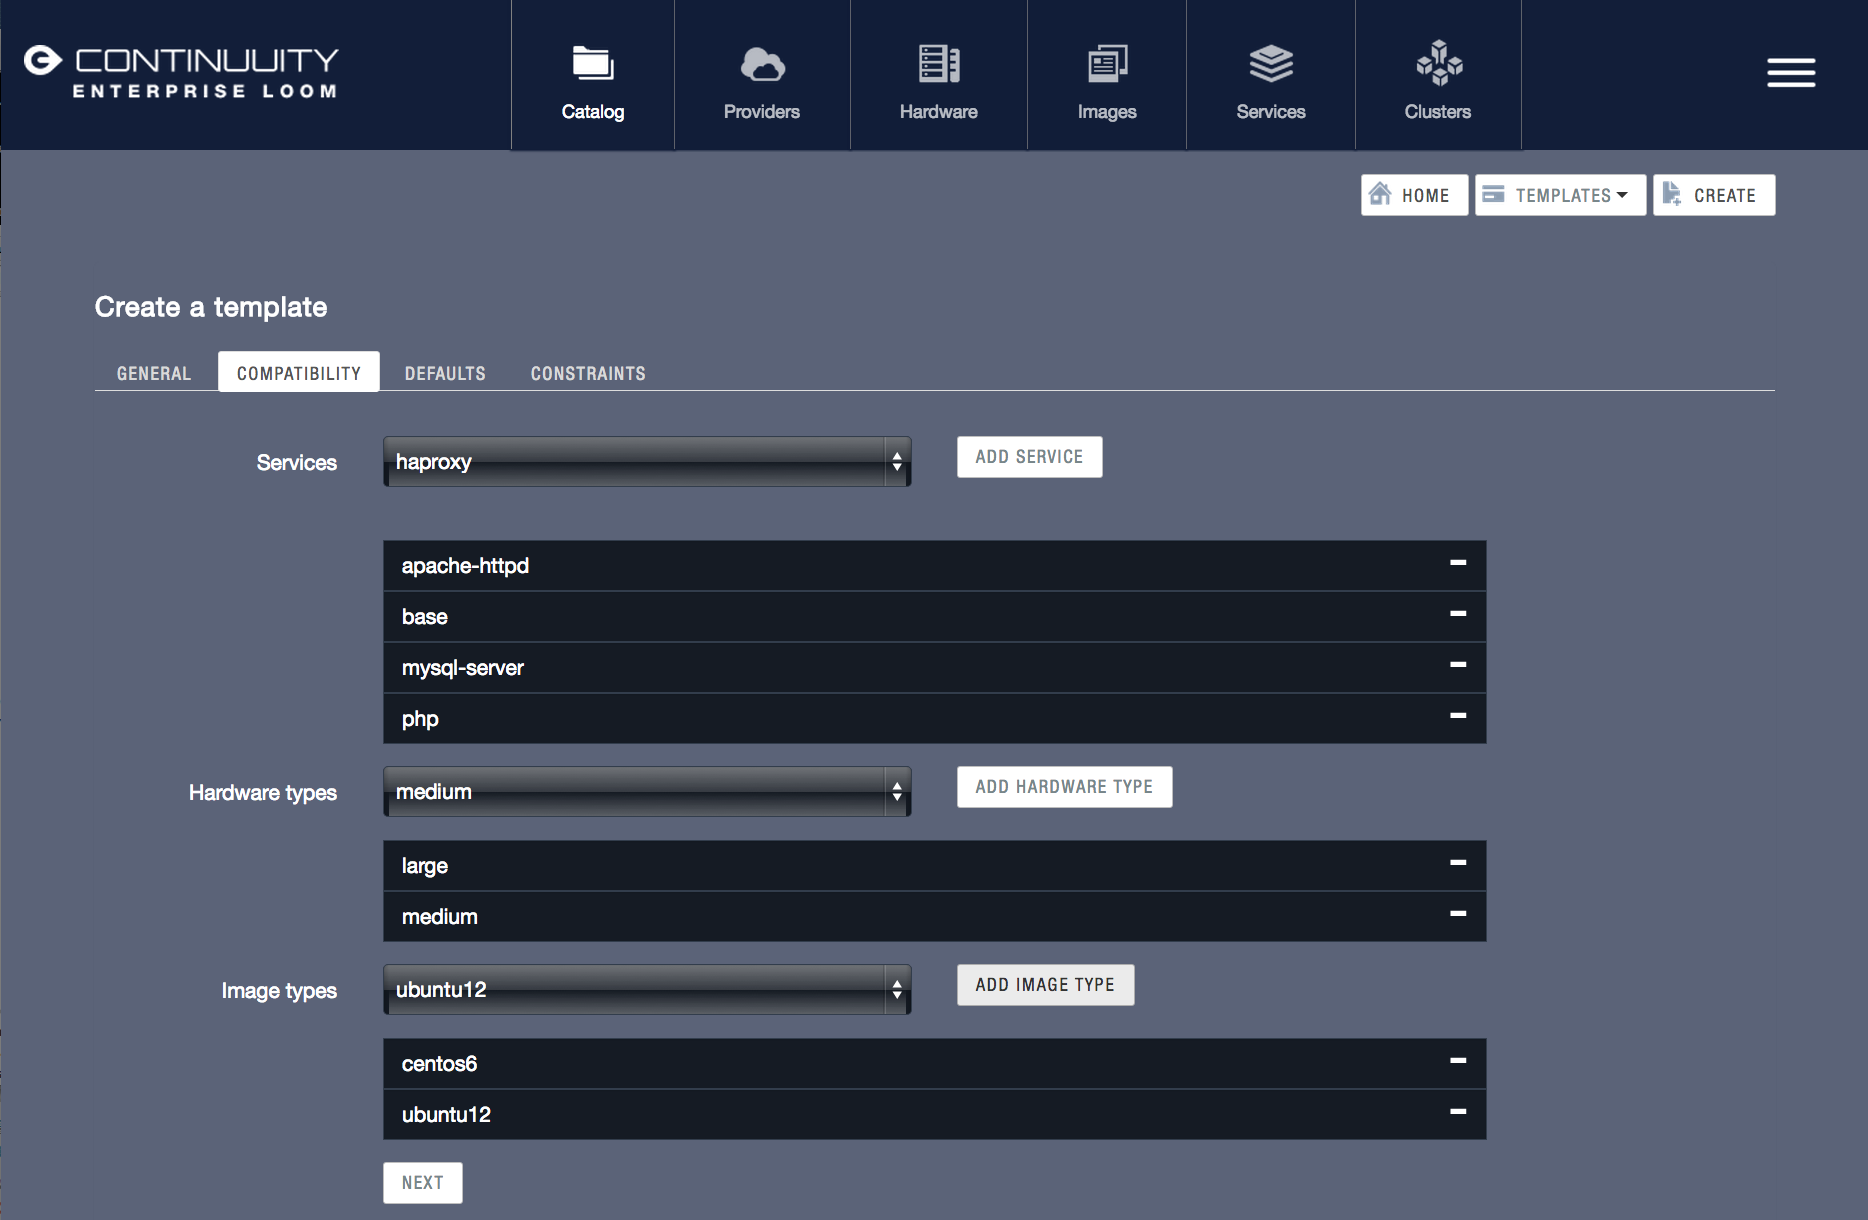 CONTINUUITY
ENTERPRISE LOOM
Catalog
Providers
Hardware
Images
Services
Clusters
HOME
TEMPLATES
CREATE
Create a template
GENERAL
COMPATIBILITY
DEFAULTS
CONSTRAINTS
Services
haproxy
ADD SERVICE
apache-httpd
base
mysql-server
php
Hardware types
medium
ADD HARDWARE TYPE
large
medium
Image types
ubuntu12
ADD IMAGE TYPE
centos6
ubuntu12
NEXT